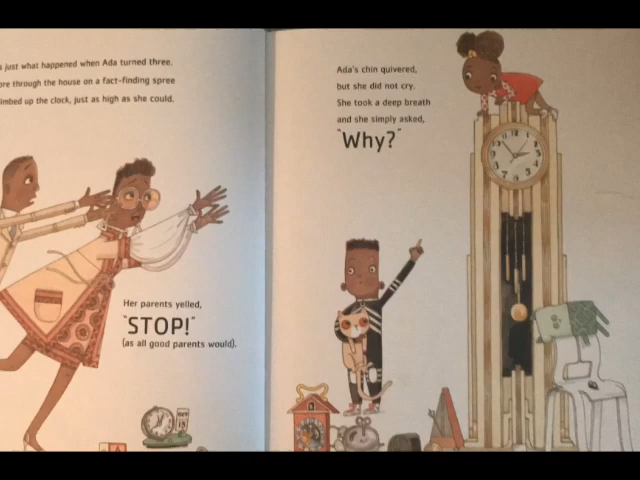 s just what happened when Ada turned three.
ore through the house on a fact-finding spree
imbed up the clock, just as high as she could.
Her parents yelled,
"STOP!"
(as all good parents would).
Ada's chin quivered,
but she did not cry.
She took a deep breath
and she simply asked,
"Why?"